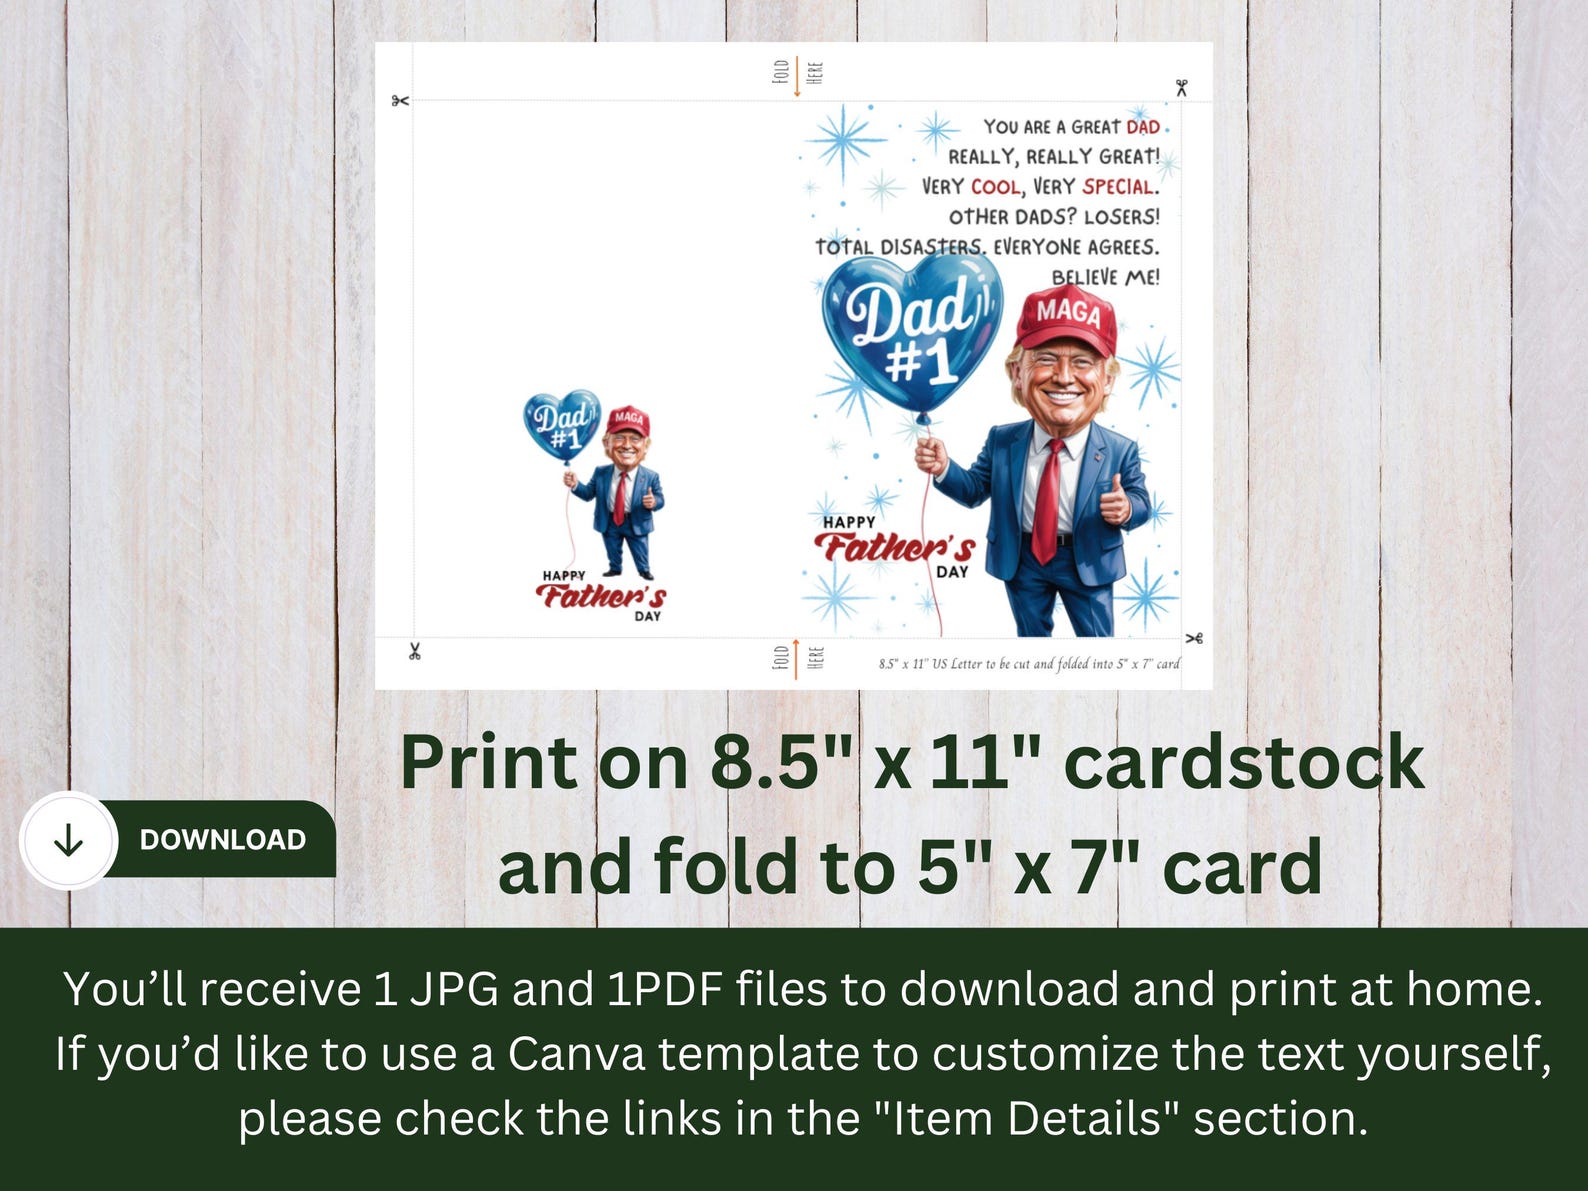 FOLD HERE
YOU ARE A GREAT DAD
REALLY, REALLY GREAT!
VERY COOL, VERY SPECIAL.
OTHER DADS? LOSERS!
TOTAL DISASTERS. EVERYONE AGREES.
BELIEVE ME!
Dad
#1
MAGA
HAPPY
Father's
DAY
Dad
#1
MAGA
HAPPY
Father's
DAY
FOLD HERE
8.5" x 11" US Letter to be cut and folded into 5" x 7" card
Print on 8.5" x 11" cardstock
and fold to 5" x 7" card
DOWNLOAD
You’ll receive 1 JPG and 1PDF files to download and print at home.
If you’d like to use a Canva template to customize the text yourself,
please check the links in the "Item Details" section.